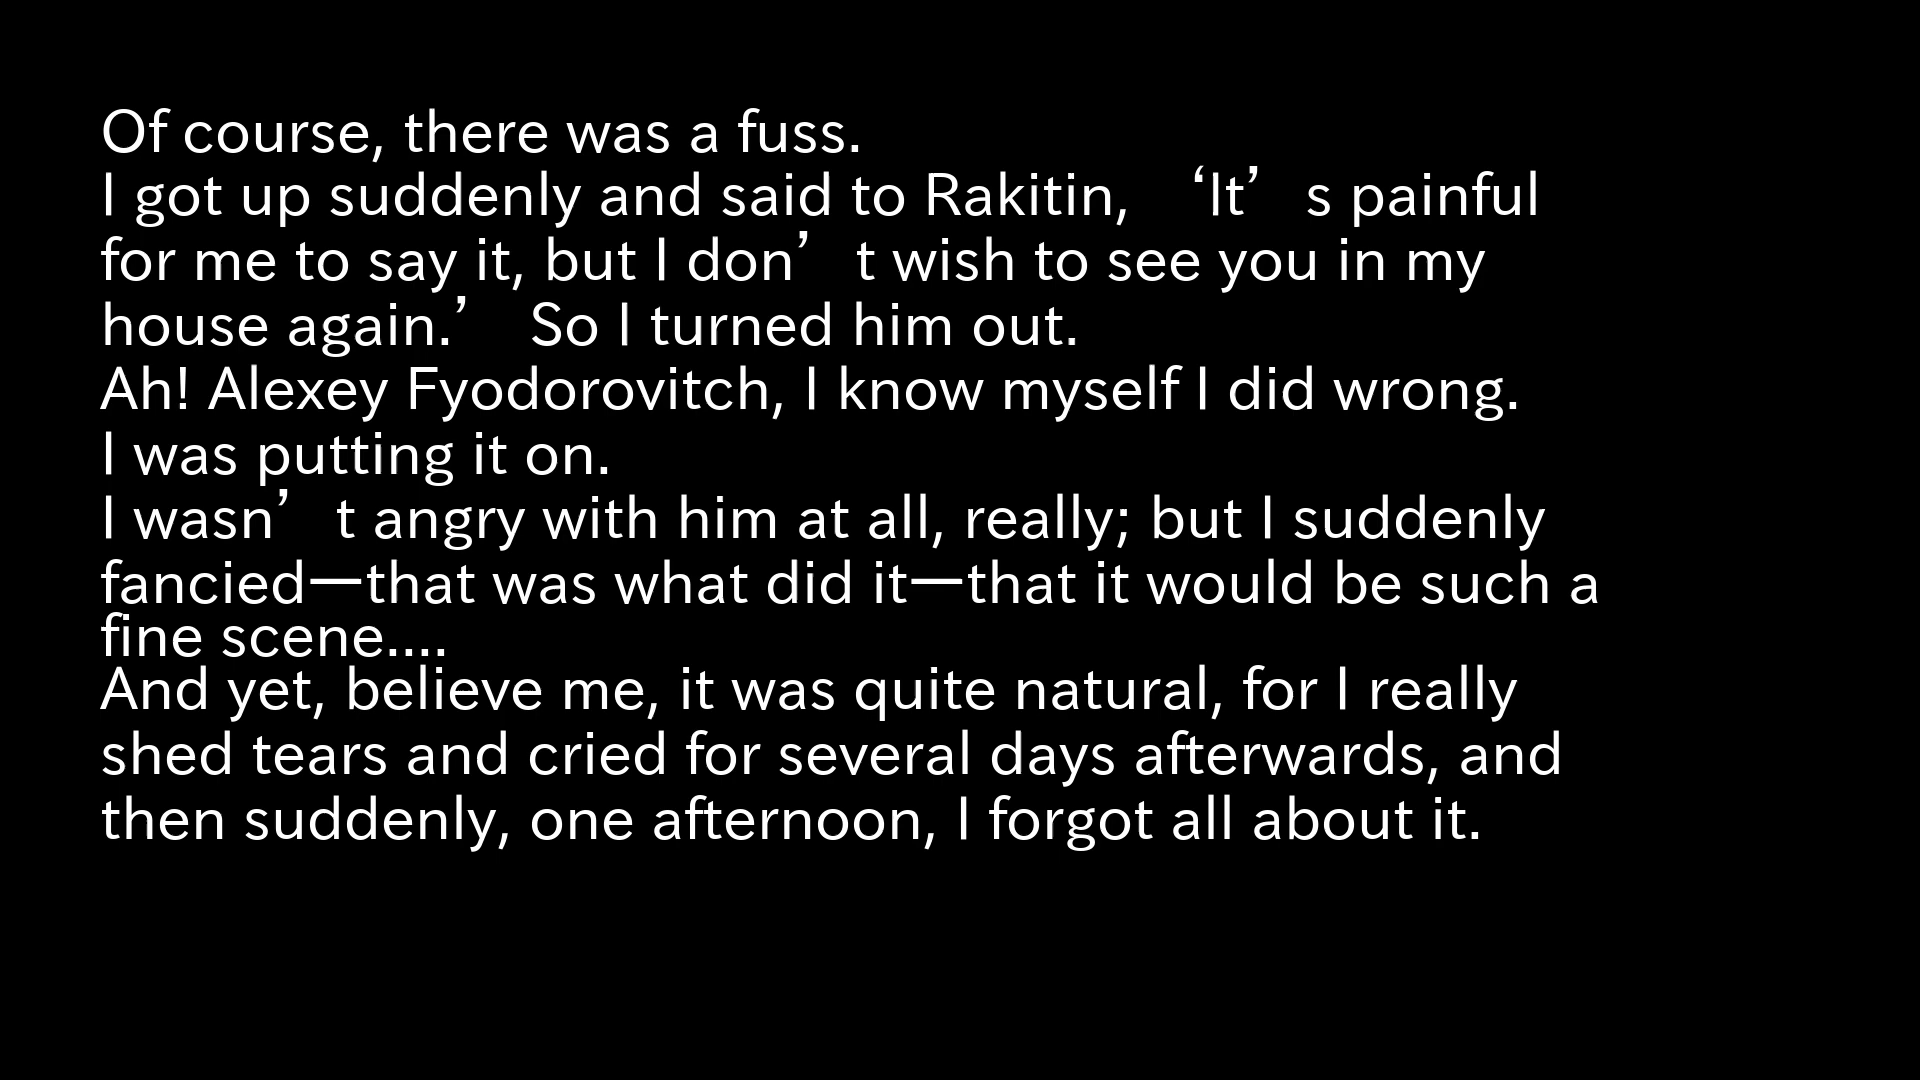 Of course, there was a fuss.
I got up suddenly and said to Rakitin, ‘It’s painful
for me to say it, but I don’t wish to see you in my
house again.’ So I turned him out.
Ah! Alexey Fyodorovitch, I know myself I did wrong.
I was putting it on.
I wasn’t angry with him at all, really; but I suddenly
fancied—that was what did it—that it would be such a
fine scene....
And yet, believe me, it was quite natural, for I really
shed tears and cried for several days afterwards, and
then suddenly, one afternoon, I forgot all about it.